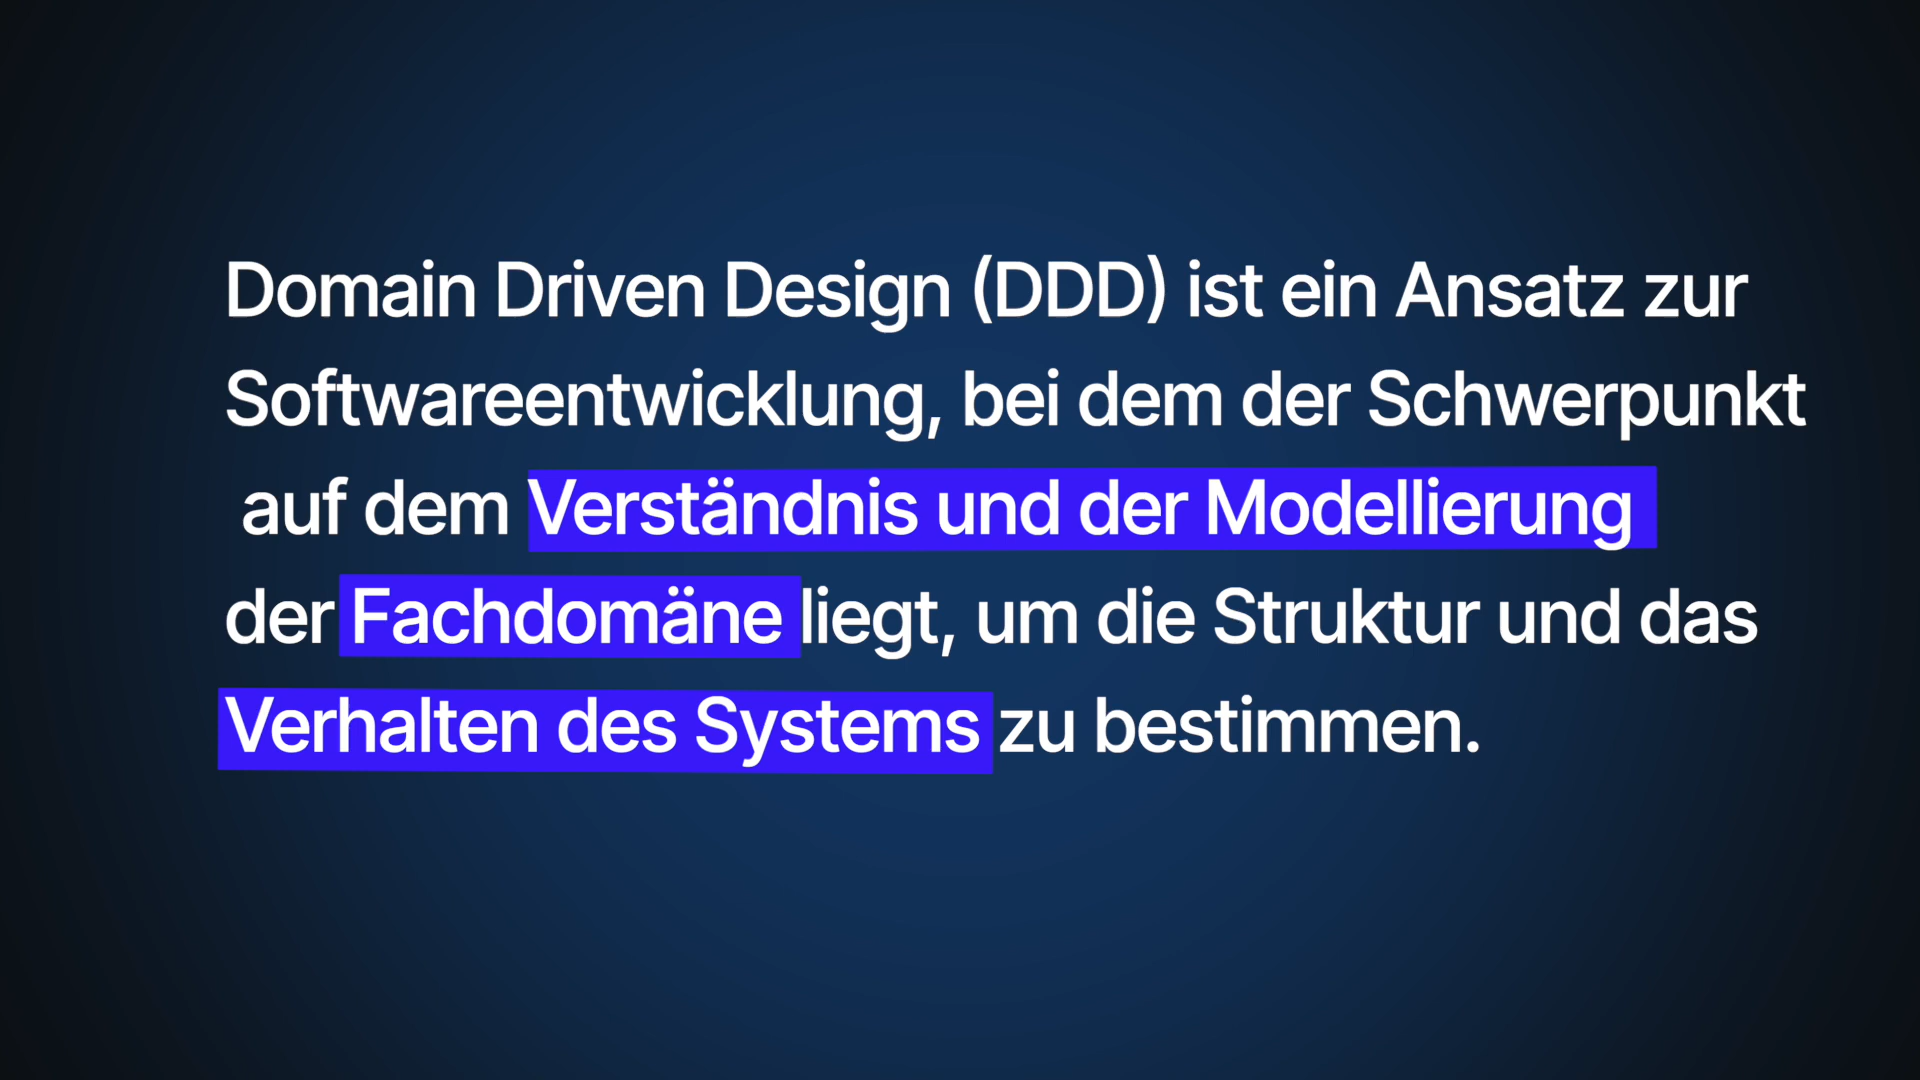 Domain Driven Design (DDD) ist ein Ansatz zur
Softwareentwicklung, bei dem der Schwerpunkt
auf dem Verständnis und der Modellierung
der Fachdomäne liegt, um die Struktur und das
Verhalten des Systems zu bestimmen.